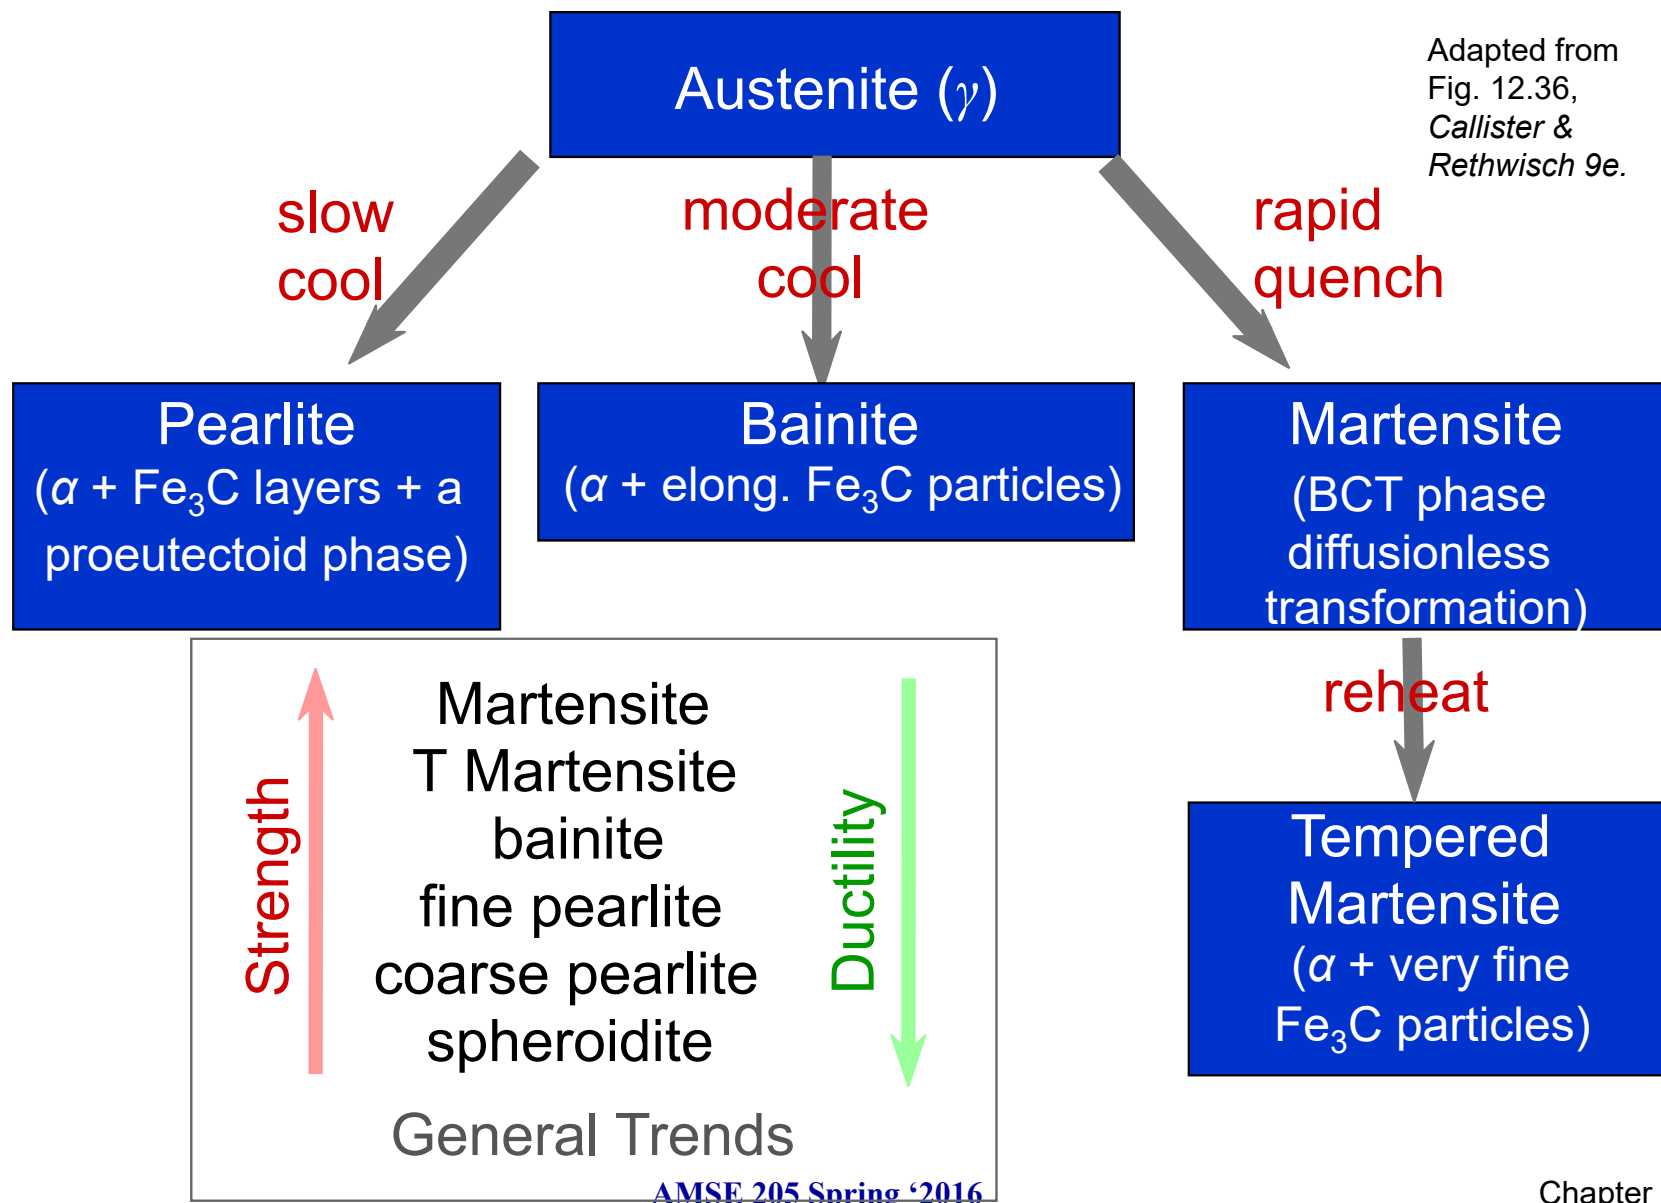 Austenite (γ)
Adapted from
Fig. 12.36,
Callister &
Rethwisch 9e.
slow
cool
moderate
cool
rapid
quench
Pearlite
(α + Fe₃C layers + a
proeutectoid phase)
Bainite
(α + elong. Fe₃C particles)
Martensite
(BCT phase
diffusionless
transformation)
reheat
Tempered
Martensite
(α + very fine
Fe₃C particles)
Strength
Martensite
T Martensite
bainite
fine pearlite
coarse pearlite
spheroidite
Ductility
General Trends
AMSE 205 Spring ‘2016
Chapter